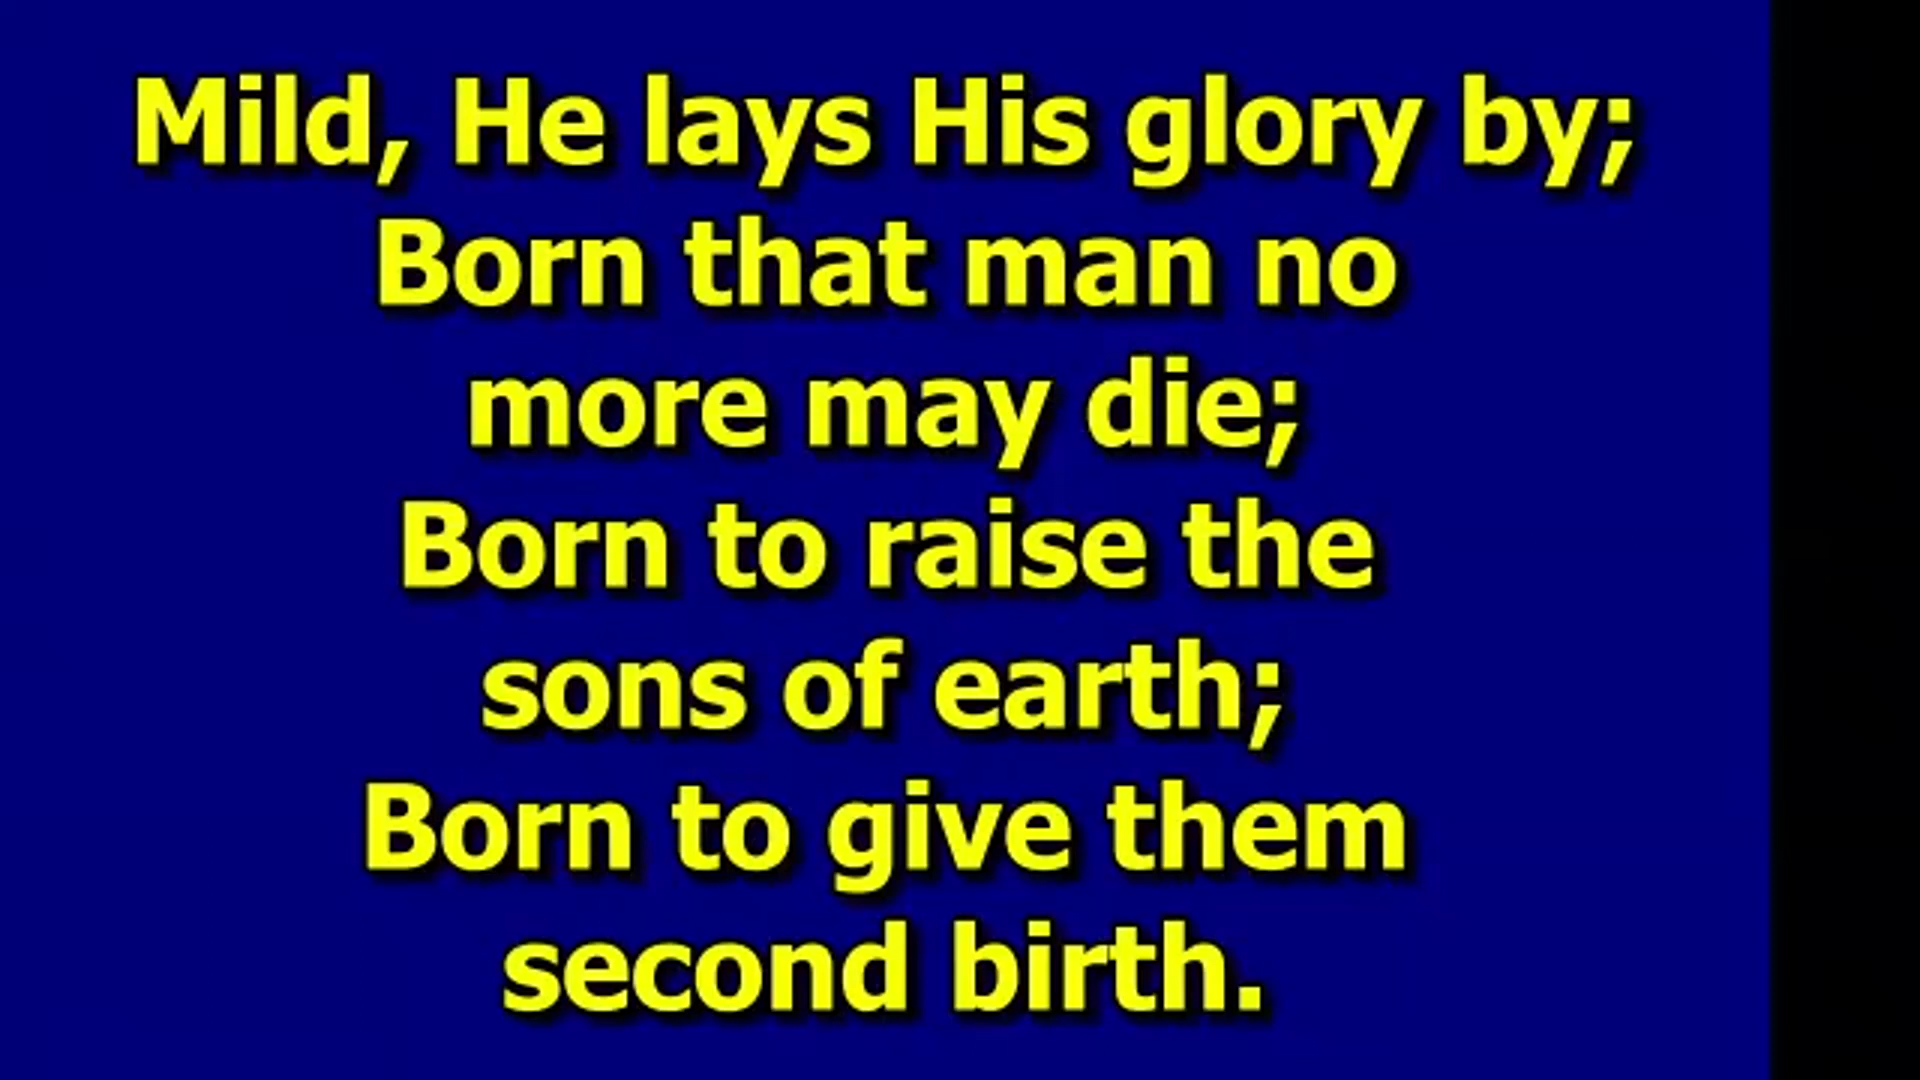 Mild, He lays His glory by;
Born that man no
more may die;
Born to raise the
sons of earth;
Born to give them
second birth.